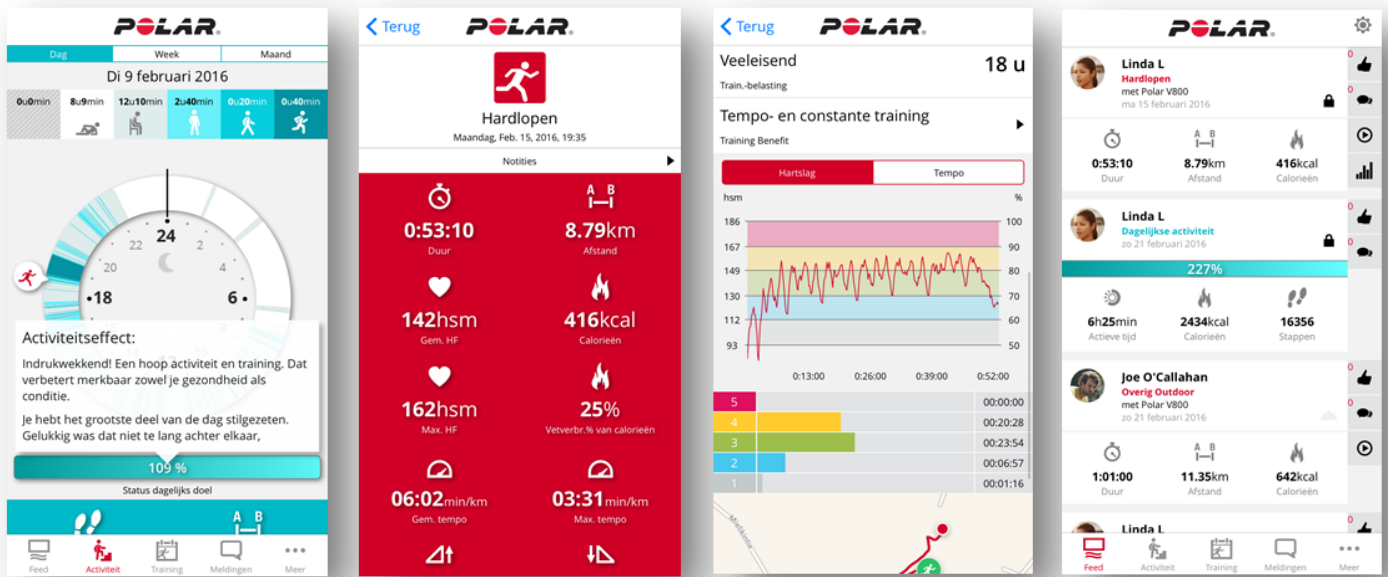 POLAR.
Dag Week Maand
Di 9 februari 2016
0u0min 8u9min 12u10min 2u40min 0u20min 0u40min
24
22 2
20 4
18 6
Activiteitseffect:
Indrukwekkend! Een hoop activiteit en training. Dat
verbetert merkbaar zowel je gezondheid als
conditie.
Je hebt het grootste deel van de dag stilgezeten.
Gelukkig was dat niet te lang achter elkaar,
109 %
Status dagelijks doel
A B
Feed Activiteit Training Meldingen Meer
Terug POLAR.
Hardlopen
Maandag, Feb. 15, 2016, 19:35
Notities
A B
0:53:10 8.79km
Duur Afstand
142hsm 416kcal
Gem. HF Calorieën
162hsm 25%
Max. HF Vetverbr.% van calorieën
06:02min/km 03:31min/km
Gem. tempo Max. tempo
Terug POLAR.
Veeleisend 18 u
Train.-belasting
Tempo- en constante training
Training Benefit
Hartslag Tempo
hsm %
186 100
167 90
149 80
130 70
112 60
93 50
0:13:00 0:26:00 0:39:00 0:52:00
5 00:00:00
4 00:20:28
3 00:23:54
2 00:06:57
1 00:01:16
POLAR.
Linda L 0
Hardlopen
met Polar V800 0
ma 15 februari 2016
A B
0:53:10 8.79km 416kcal
Duur Afstand Calorieën
Linda L 0
Dagelijkse activiteit
zo 21 februari 2016 0
227%
6h25min 2434kcal 16356
Actieve tijd Calorieën Stappen
Joe O'Callahan 0
Overig Outdoor
met Polar V800 0
zo 21 februari 2016
A B
1:01:00 11.35km 642kcal
Duur Afstand Calorieën
Linda L 0
Feed Activiteit Training Meldingen Meer